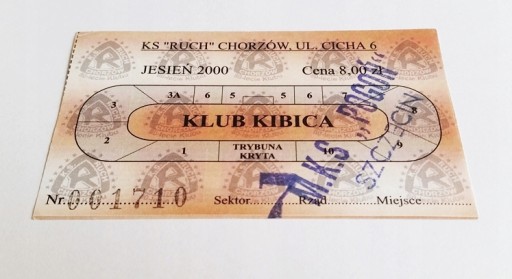 KS "RUCH" CHORZÓW, UL. CICHA 6
JESIEŃ 2000 Cena 8,00 zł
3 3A 6 5 5 6 7 8
KLUB KIBICA
2 1 TRYBUNA KRYTA 10 9
M.K.S „POGOŃ"
SZCZECIN
Nr. 001710 Sektor Rząd Miejsce